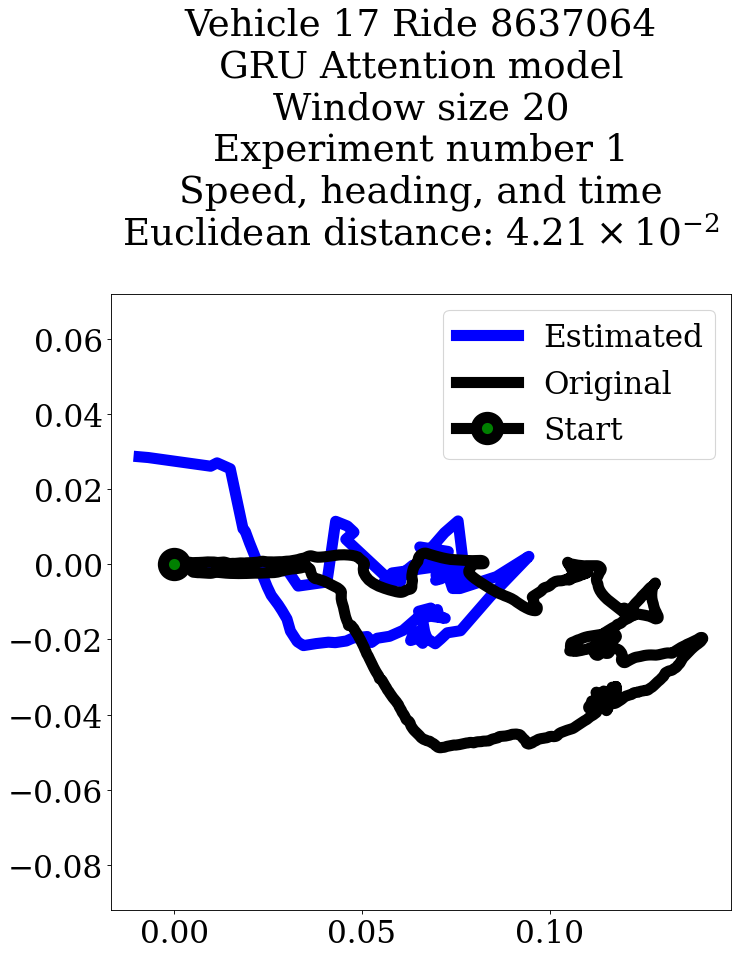 Vehicle 17 Ride 8637064
GRU Attention model
Window size 20
Experiment number 1
Speed, heading, and time
Euclidean distance: 4.21 × 10⁻²
Estimated
Original
Start
0.06
0.04
0.02
0.00
−0.02
−0.04
−0.06
−0.08
0.00 0.05 0.10